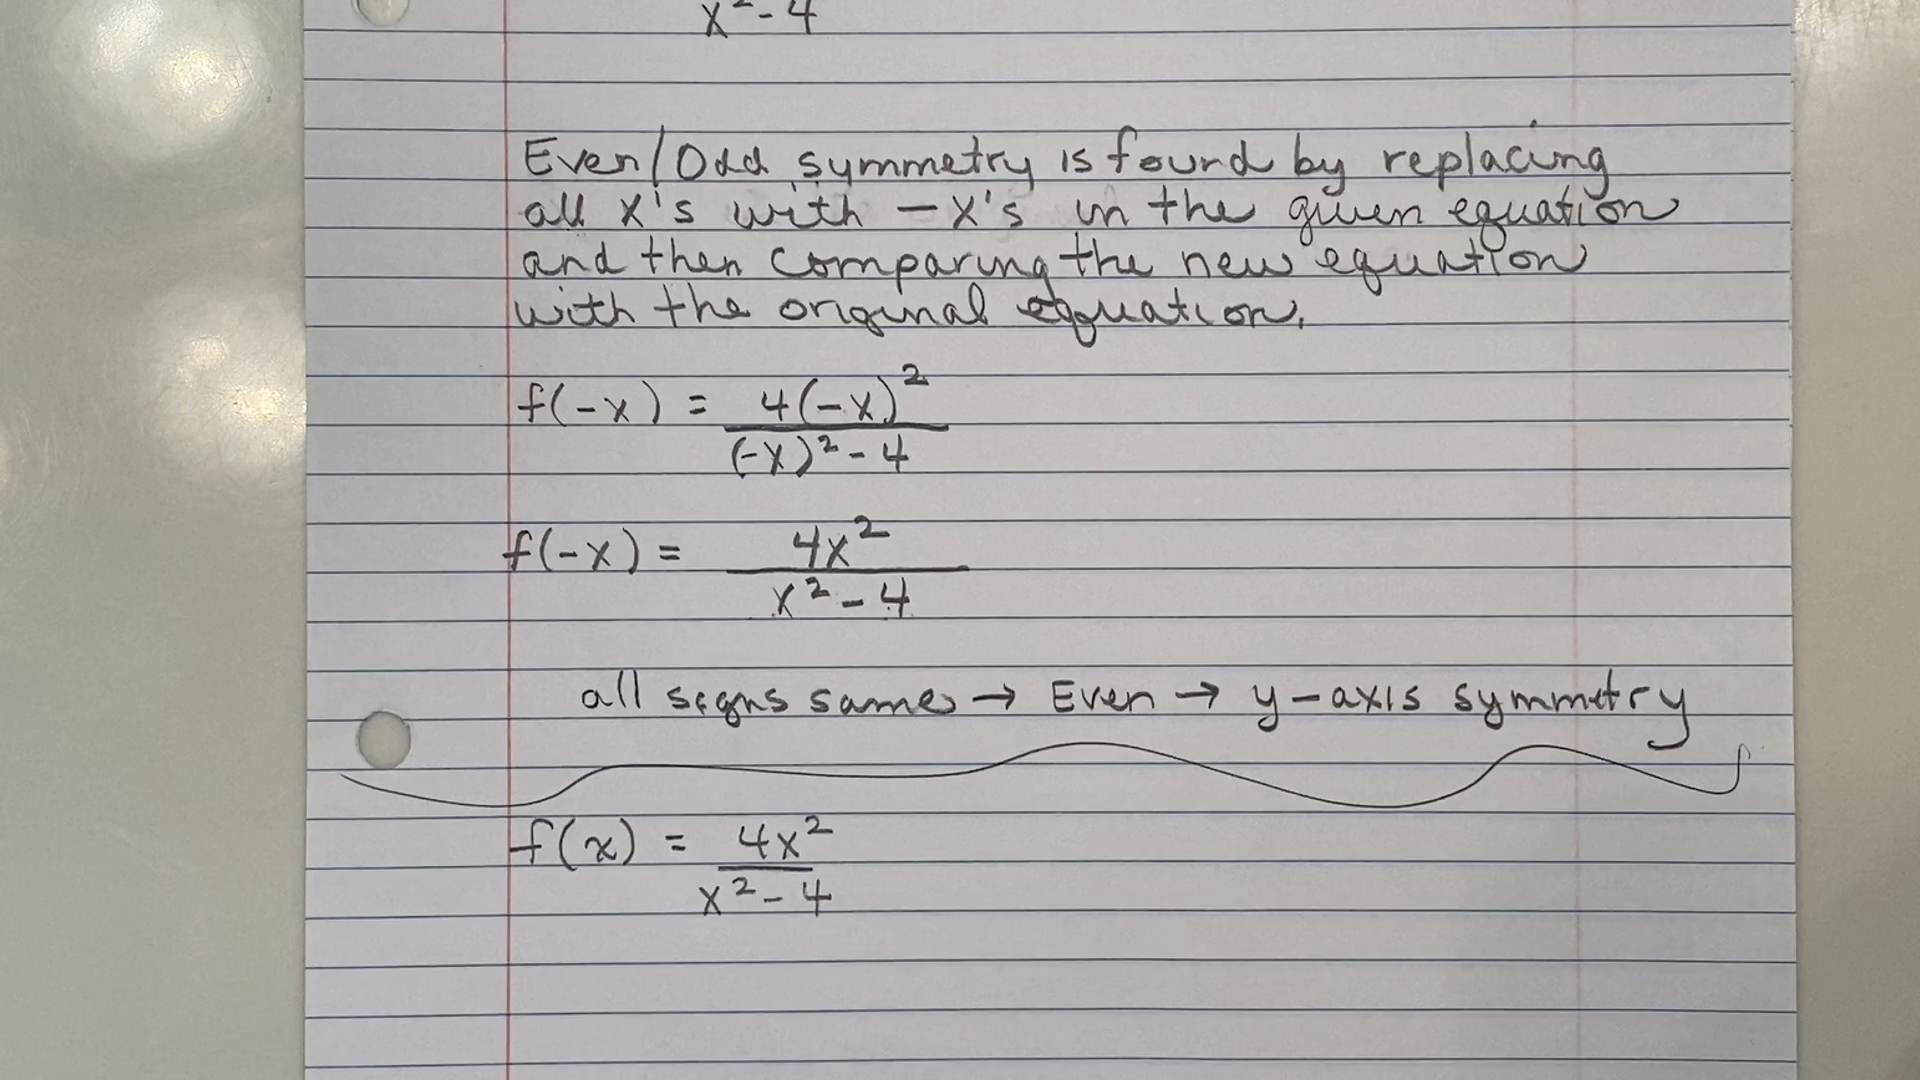 x² - 4
Even/Odd symmetry is found by replacing
all x's with -x's in the given equation
and then comparing the new equation
with the original equation.
f(-x) = 4(-x)²
(-x)² - 4
f(-x) = 4x²
x² - 4
all signs same → Even → y-axis symmetry
f(x) = 4x²
x² - 4